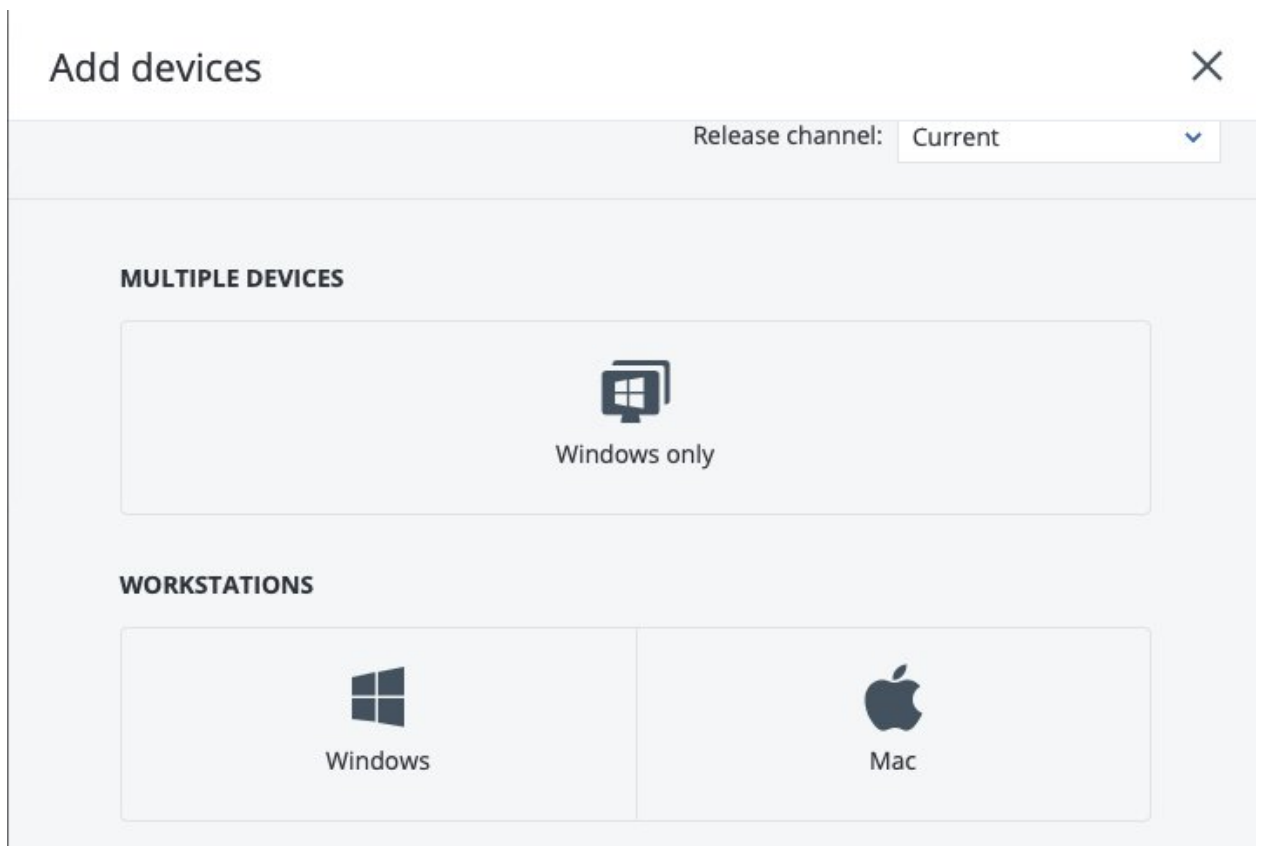 Add devices
Release channel: Current
MULTIPLE DEVICES
Windows only
WORKSTATIONS
Windows Mac